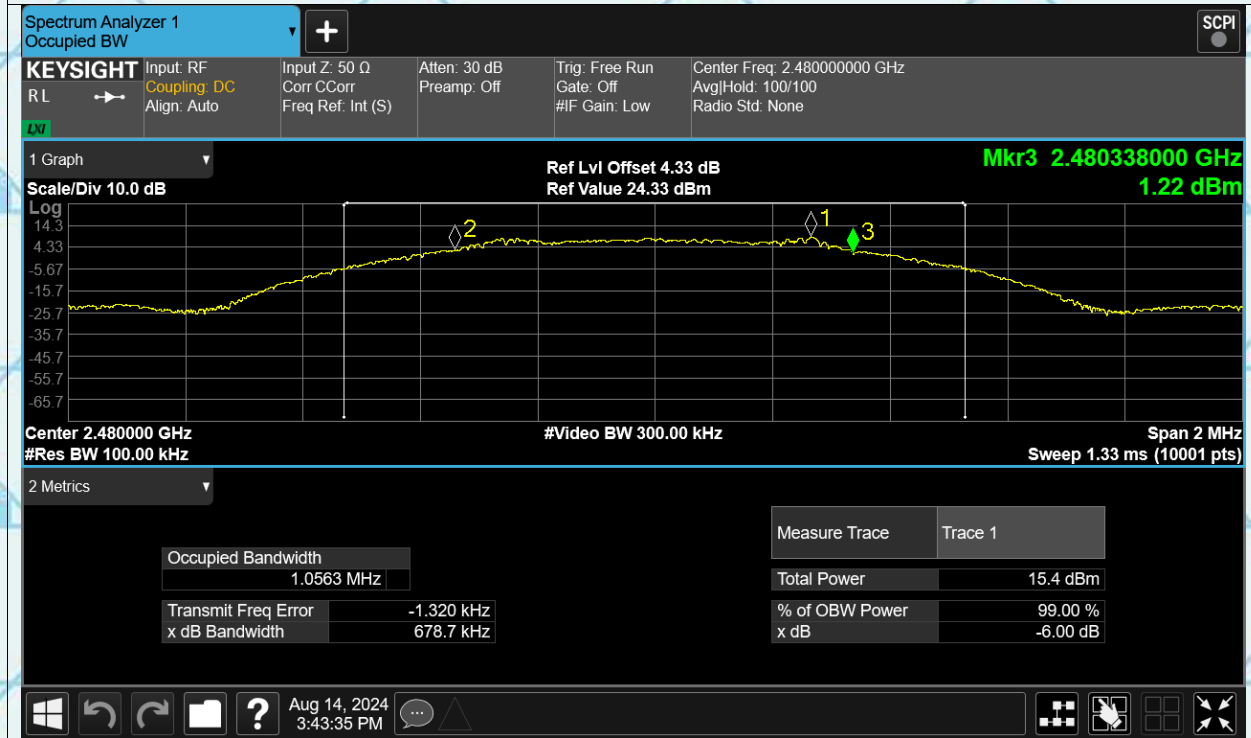 Spectrum Analyzer 1
Occupied BW
▼
+
SCPI
KEYSIGHT
RL
LXI
Input: RF
Coupling: DC
Align: Auto
Input Z: 50 Ω
Corr CCorr
Freq Ref: Int (S)
Atten: 30 dB
Preamp: Off
Trig: Free Run
Gate: Off
#IF Gain: Low
Center Freq: 2.480000000 GHz
Avg|Hold: 100/100
Radio Std: None
1 Graph ▼
Scale/Div 10.0 dB
Ref Lvl Offset 4.33 dB
Ref Value 24.33 dBm
Mkr3 2.480338000 GHz
1.22 dBm
Log
14.3
4.33
-5.67
-15.7
-25.7
-35.7
-45.7
-55.7
-65.7
2
1
3
Center 2.480000 GHz
#Video BW 300.00 kHz
Span 2 MHz
#Res BW 100.00 kHz
Sweep 1.33 ms (10001 pts)
2 Metrics ▼
Occupied Bandwidth
1.0563 MHz
Transmit Freq Error -1.320 kHz
x dB Bandwidth 678.7 kHz
Measure Trace Trace 1
Total Power 15.4 dBm
% of OBW Power 99.00 %
x dB -6.00 dB
?
Aug 14, 2024
3:43:35 PM